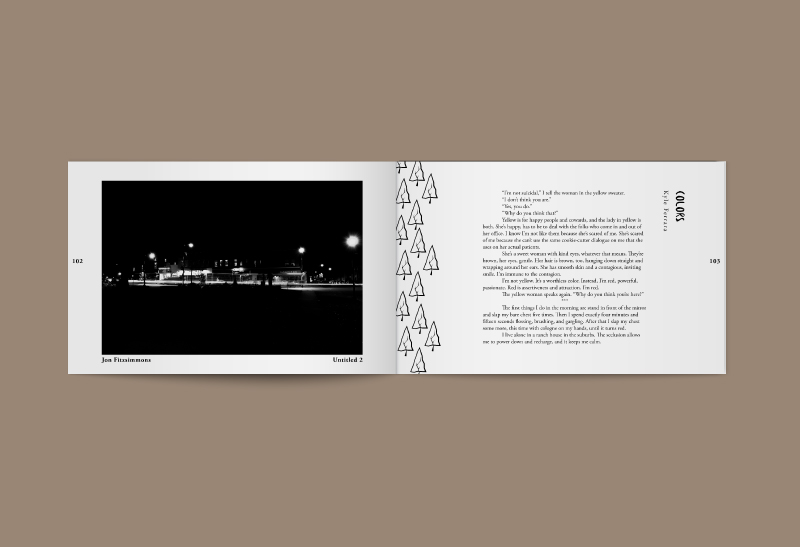 102
Jon Fitzsimmons
Untitled 2
"I'm not suicidal," I tell the woman in the yellow sweater.
"I don't think you are."
"Yes, you do."
"Why do you think that?"
Yellow is for happy people and cowards, and the lady in yellow is
both. She's happy, has to be to deal with the folks who come in and out of
her office. I know I'm not like them because she's scared of me. She's scared
of me because she can't use the same cookie-cutter dialogue on me that she
uses on her actual patients.
She's a sweet woman with kind eyes, whatever that means. They're
brown, her eyes, gentle. Her hair is brown, too, hanging down straight and
wrapping around her ears. She has smooth skin and a contagious, inviting
smile. I'm immune to the contagion.
I'm not yellow. It's a worthless color. Instead, I'm red, powerful,
passionate. Red is assertiveness and attraction. I'm red.
The yellow woman speaks again. "Why do you think you're here?"
***
The first things I do in the morning are stand in front of the mirror
and slap my bare chest five times. Then I spend exactly four minutes and
fifteen seconds flossing, brushing, and gargling. After that I slap my chest
some more, this time with cologne on my hands, until it turns red.
I live alone in a ranch house in the suburbs. The seclusion allows
me to power down and recharge, and it keeps me calm.
COLORS
Kyle Ferrara
103